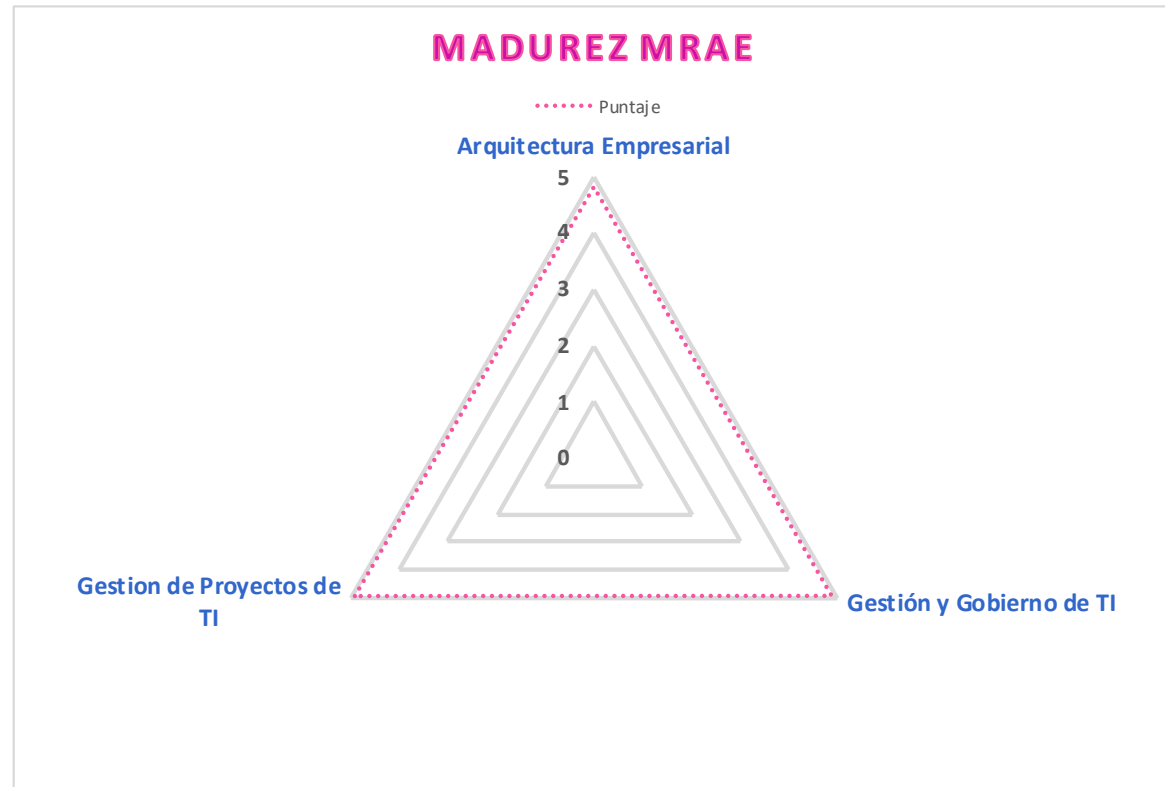 MADUREZ MRAE
Puntaje
Arquitectura Empresarial
5
4
3
2
1
0
Gestion de Proyectos de
TI
Gestión y Gobierno de TI